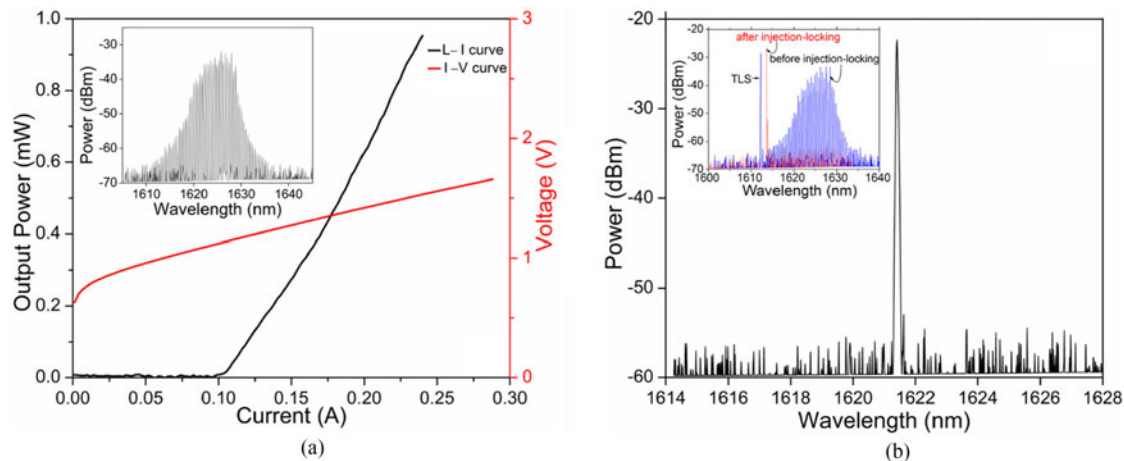 1.0
0.8
0.6
0.4
0.2
0.0
Output Power (mW)
0.00 0.05 0.10 0.15 0.20 0.25 0.30
Current (A)
3
2
1
0
Voltage (V)
L– I curve
I –V curve
-30
-40
-50
-60
-70
Power (dBm)
1610 1620 1630 1640
Wavelength (nm)
(a)
-20
-30
-40
-50
-60
Power (dBm)
1614 1616 1618 1620 1622 1624 1626 1628
Wavelength (nm)
-20
-30
-40
-50
-60
-70
Power (dBm)
after injection-locking
before injection-locking
TLS
1600 1610 1620 1630 1640
Wavelength (nm)
(b)